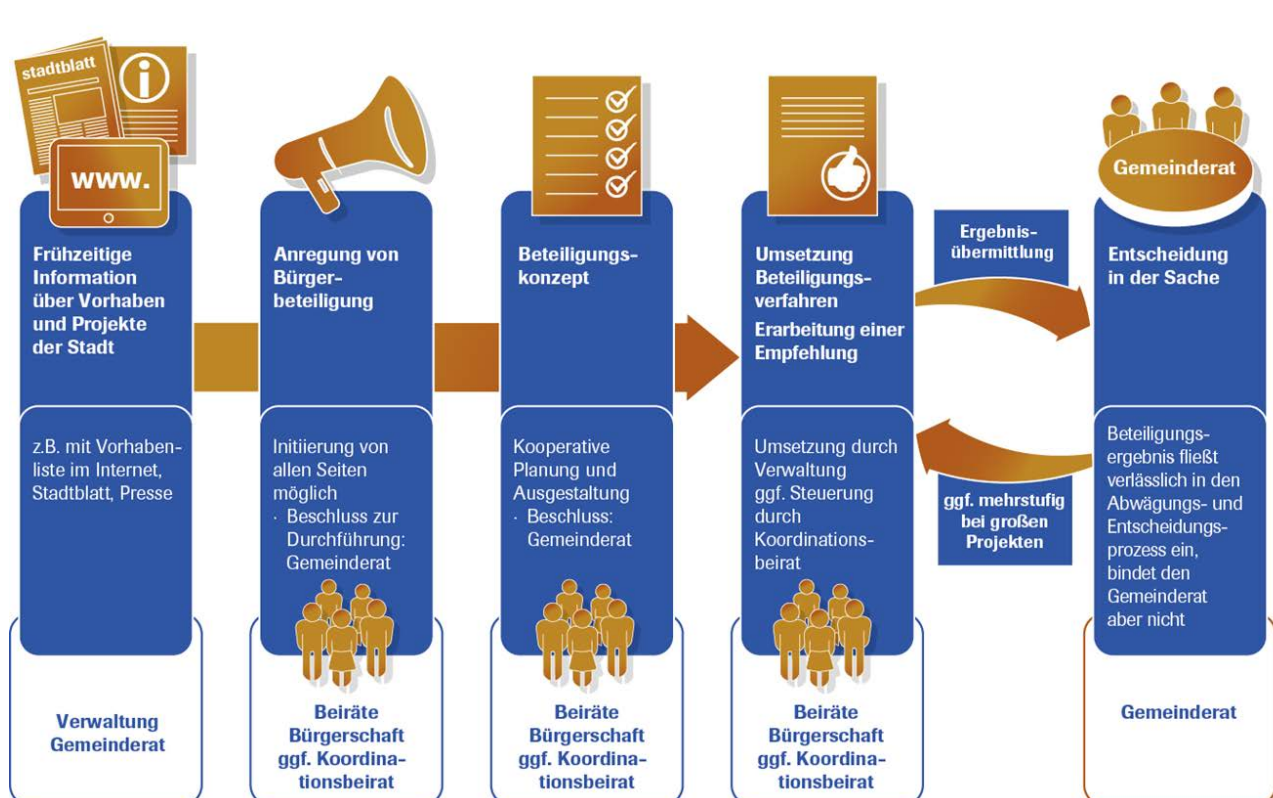 stadtblatt
i
www.
Frühzeitige
Information
über Vorhaben
und Projekte
der Stadt
z.B. mit Vorhaben-
liste im Internet,
Stadtblatt, Presse
Verwaltung
Gemeinderat
Anregung von
Bürger-
beteiligung
Initiierung von
allen Seiten
möglich
· Beschluss zur
Durchführung:
Gemeinderat
Beiräte
Bürgerschaft
ggf. Koordina-
tionsbeirat
Beteiligungs-
konzept
Kooperative
Planung und
Ausgestaltung
· Beschluss:
Gemeinderat
Beiräte
Bürgerschaft
ggf. Koordina-
tionsbeirat
Umsetzung
Beteiligungs-
verfahren
Erarbeitung einer
Empfehlung
Umsetzung durch
Verwaltung
ggf. Steuerung
durch
Koordinations-
beirat
Beiräte
Bürgerschaft
ggf. Koordina-
tionsbeirat
Ergebnis-
übermittlung
ggf. mehrstufig
bei großen
Projekten
Gemeinderat
Entscheidung
in der Sache
Beteiligungs-
ergebnis fließt
verlässlich in den
Abwägungs- und
Entscheidungs-
prozess ein,
bindet den
Gemeinderat
aber nicht
Gemeinderat